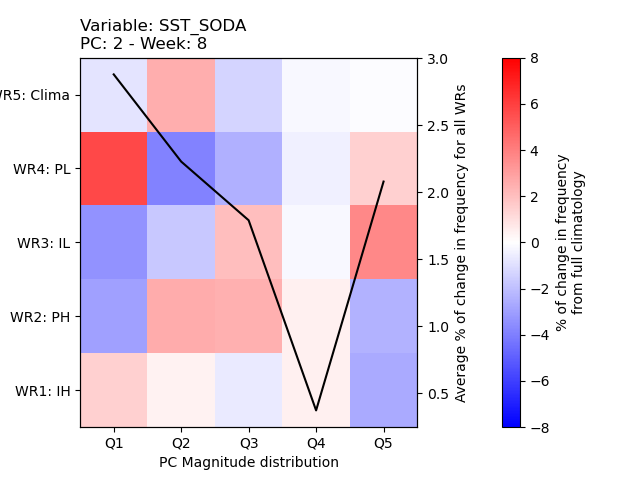 Variable: SST_SODA
PC: 2 - Week: 8
WR5: Clima
WR4: PL
WR3: IL
WR2: PH
WR1: IH
Q1 Q2 Q3 Q4 Q5
PC Magnitude distribution
3.0
2.5
2.0
1.5
1.0
0.5
Average % of change in frequency for all WRs
8
6
4
2
0
−2
−4
−6
−8
% of change in frequency
from full climatology